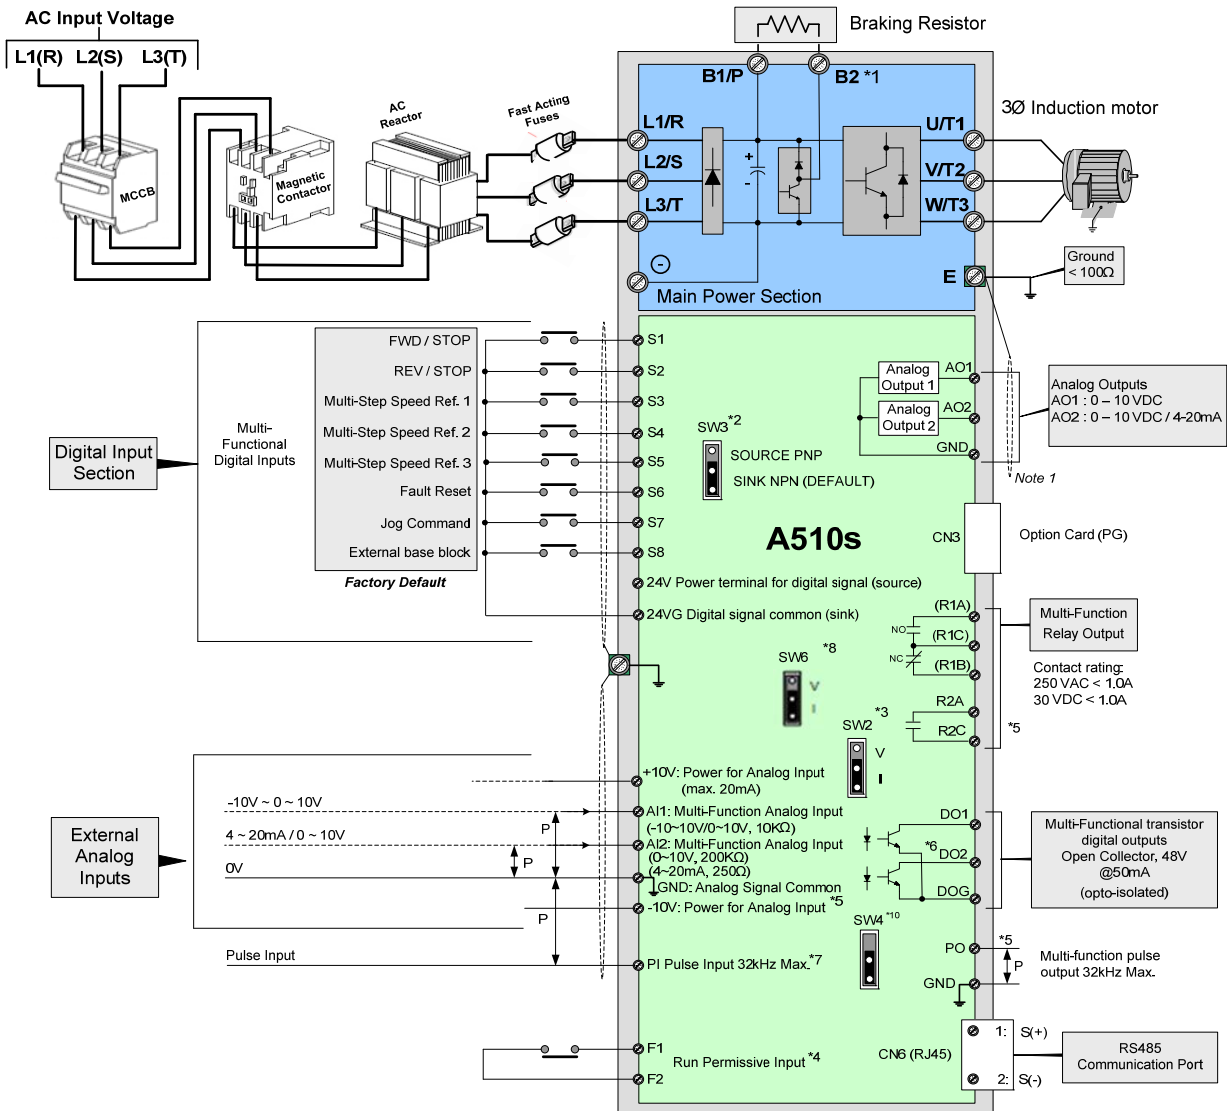 AC Input Voltage
L1(R) L2(S) L3(T)
MCCB
Magnetic
Contactor
AC
Reactor
Fast Acting
Fuses
Braking Resistor
B1/P
B2 *1
L1/R
L2/S
L3/T
+
-
-
U/T1
V/T2
W/T3
3Ø Induction motor
E
Ground
< 100Ω
Main Power Section
Digital Input
Section
Multi-
Functional
Digital Inputs
FWD / STOP
REV / STOP
Multi-Step Speed Ref. 1
Multi-Step Speed Ref. 2
Multi-Step Speed Ref. 3
Fault Reset
Jog Command
External base block
Factory Default
S1
S2
S3
S4
S5
S6
S7
S8
24V Power terminal for digital signal (source)
24VG Digital signal common (sink)
SW3*2
SOURCE PNP
SINK NPN (DEFAULT)
A510s
Analog
Output 1
Analog
Output 2
AO1
AO2
GND
Analog Outputs
AO1 : 0 – 10 VDC
AO2 : 0 – 10 VDC / 4-20mA
Note 1
CN3
Option Card (PG)
(R1A)
NO
(R1C)
NC
(R1B)
R2A
R2C
*5
Multi-Function
Relay Output
Contact rating:
250 VAC < 1.0A
30 VDC < 1.0A
SW6
*8
V
I
SW2
*3
V
I
External
Analog
Inputs
-10V ~ 0 ~ 10V
4 ~ 20mA / 0 ~ 10V
0V
Pulse Input
P
P
P
+10V: Power for Analog Input
(max. 20mA)
AI1: Multi-Function Analog Input
(-10~10V/0~10V, 10KΩ)
AI2: Multi-Function Analog Input
(0~10V, 200KΩ)
(4~20mA, 250Ω)
GND: Analog Signal Common
-10V: Power for Analog Input *5
PI Pulse Input 32kHz Max.*7
DO1
*6
DO2
DOG
Multi-Functional transistor
digital outputs
Open Collector, 48V
@50mA
(opto-isolated)
SW4*10
PO
*5
P
GND
Multi-function pulse
output 32kHz Max.
F1
F2
Run Permissive Input *4
CN6 (RJ45)
1:
S(+)
2:
S(-)
RS485
Communication Port